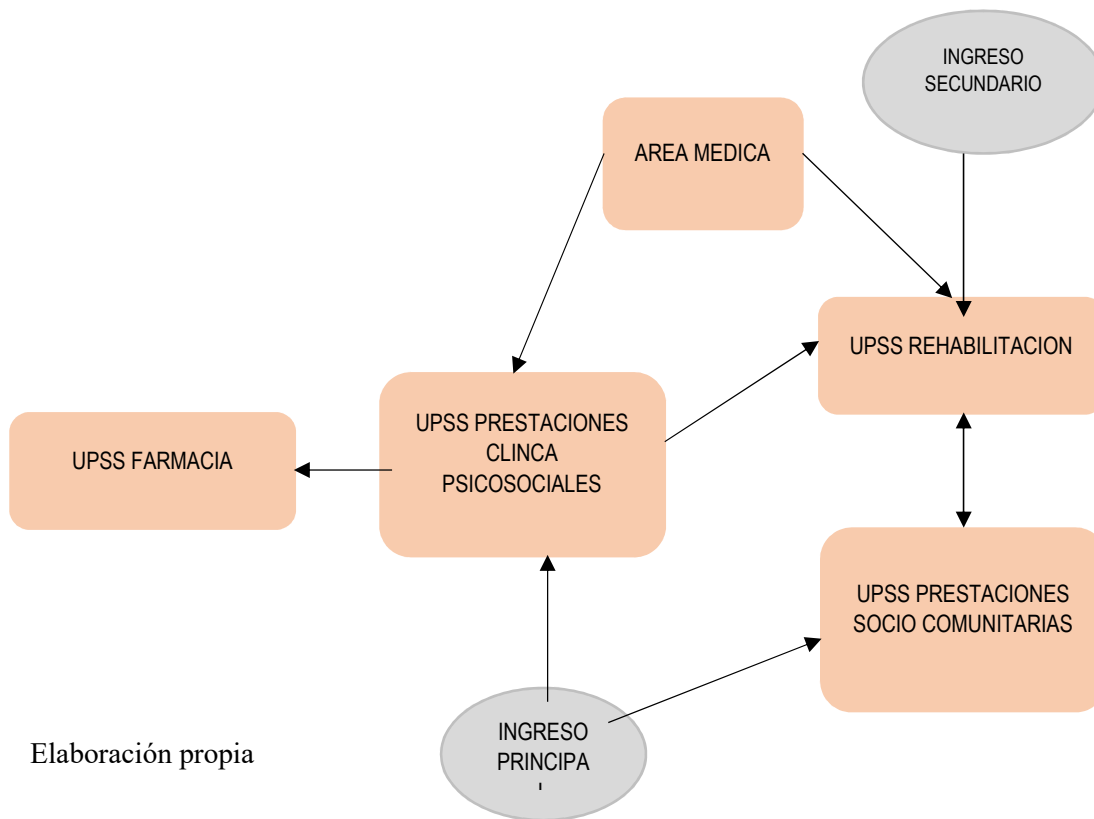 INGRESO
SECUNDARIO
AREA MEDICA
UPSS REHABILITACION
UPSS PRESTACIONES
CLINCA
PSICOSOCIALES
UPSS FARMACIA
UPSS PRESTACIONES
SOCIO COMUNITARIAS
INGRESO
PRINCIPA
Elaboración propia